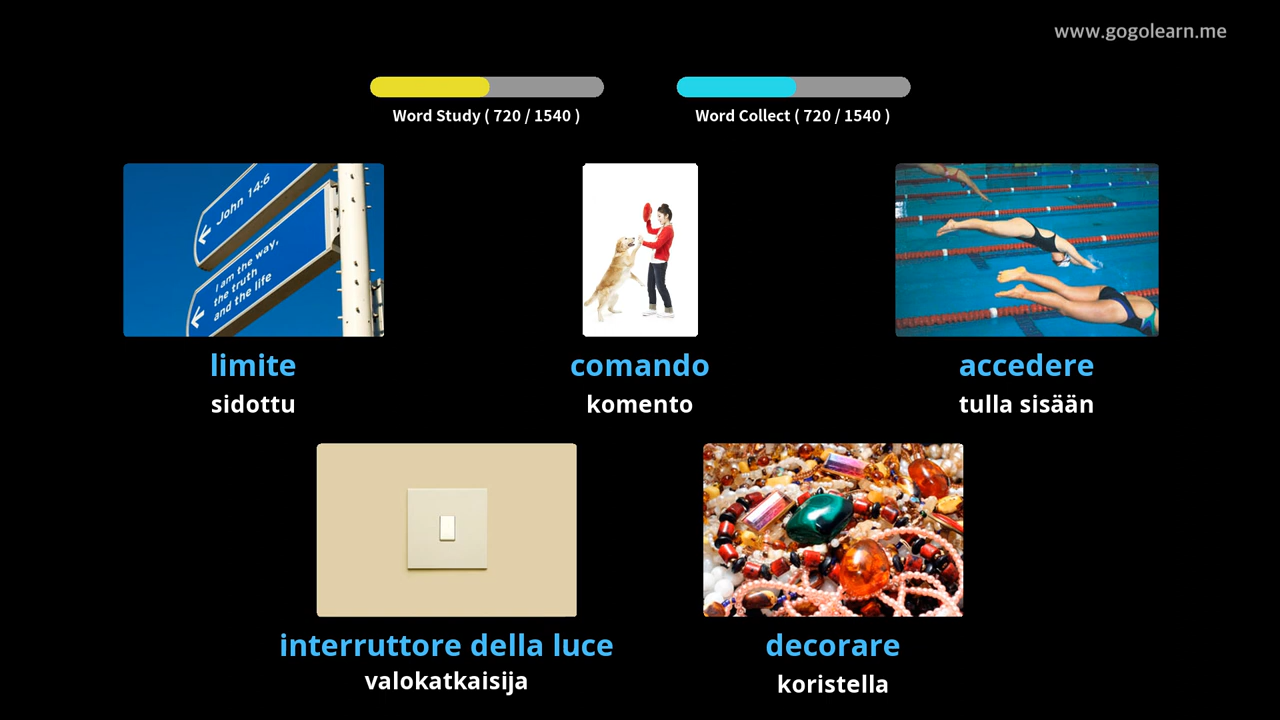 www.gogolearn.me
Word Study ( 720 / 1540 )
Word Collect ( 720 / 1540 )
John 14:6
I am the way,
the truth
and the life
limite
sidottu
comando
komento
accedere
tulla sisään
interruttore della luce
valokatkaisija
decorare
koristella